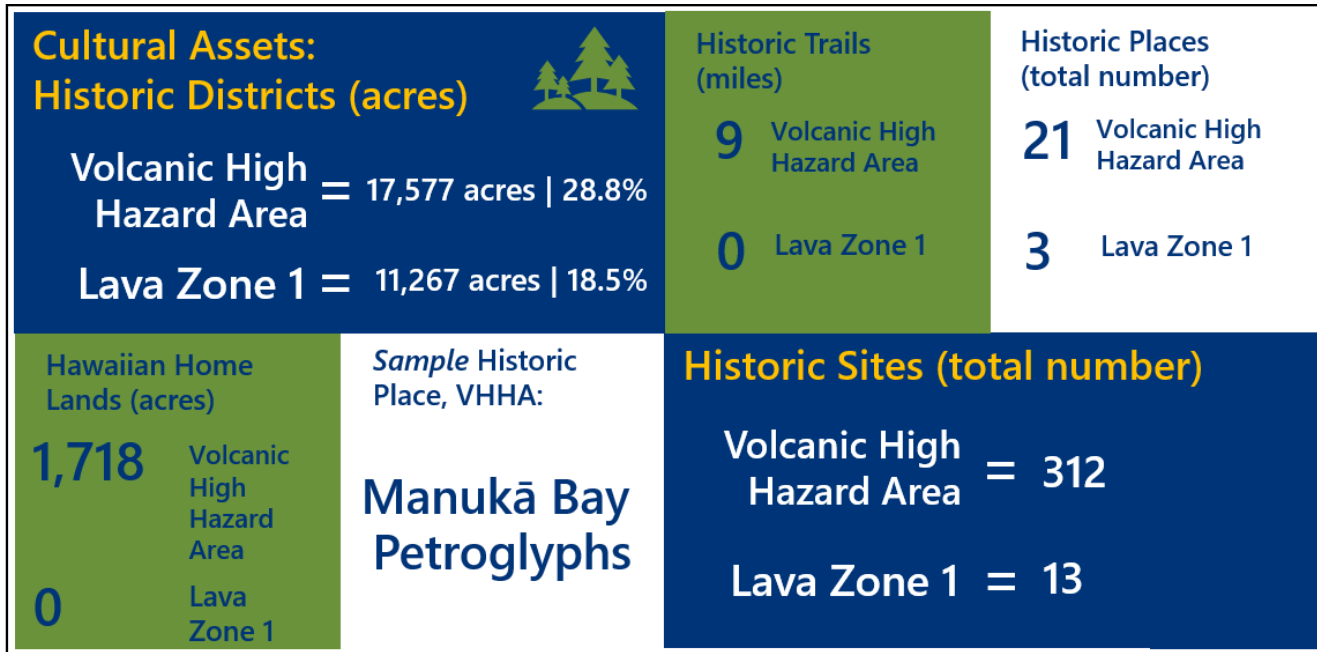 Cultural Assets:
Historic Districts (acres)
Volcanic High
Hazard Area
= 17,577 acres | 28.8%
Lava Zone 1 = 11,267 acres | 18.5%
Historic Trails
(miles)
9 Volcanic High
Hazard Area
0 Lava Zone 1
Historic Places
(total number)
21 Volcanic High
Hazard Area
3 Lava Zone 1
Hawaiian Home
Lands (acres)
1,718 Volcanic
High
Hazard
Area
0 Lava
Zone 1
Sample Historic
Place, VHHA:
Manukā Bay
Petroglyphs
Historic Sites (total number)
Volcanic High
Hazard Area
= 312
Lava Zone 1 = 13